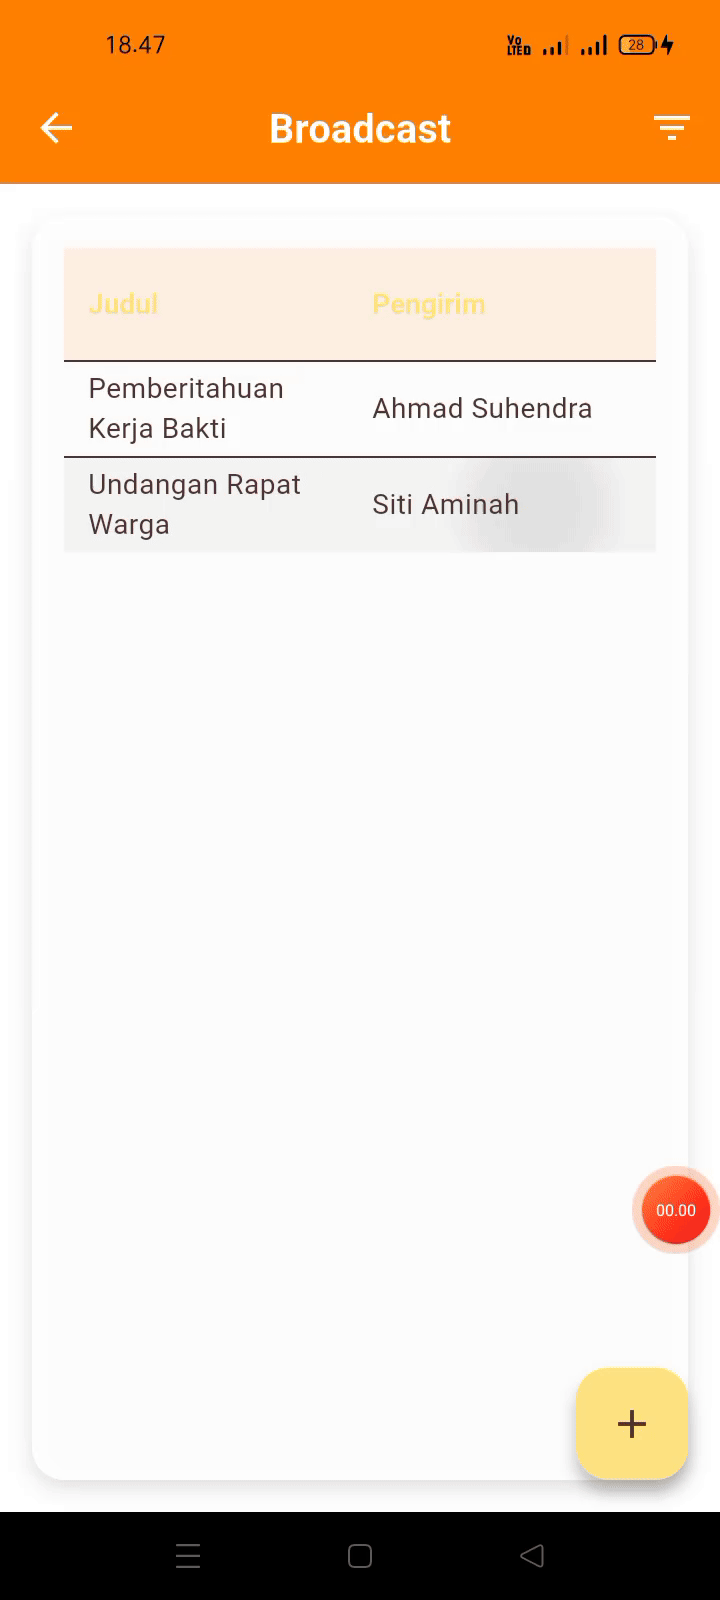 18.47
Vo LTED
28
Broadcast
Judul Pengirim
Pemberitahuan
Kerja Bakti
Ahmad Suhendra
Undangan Rapat
Warga
Siti Aminah
00.00